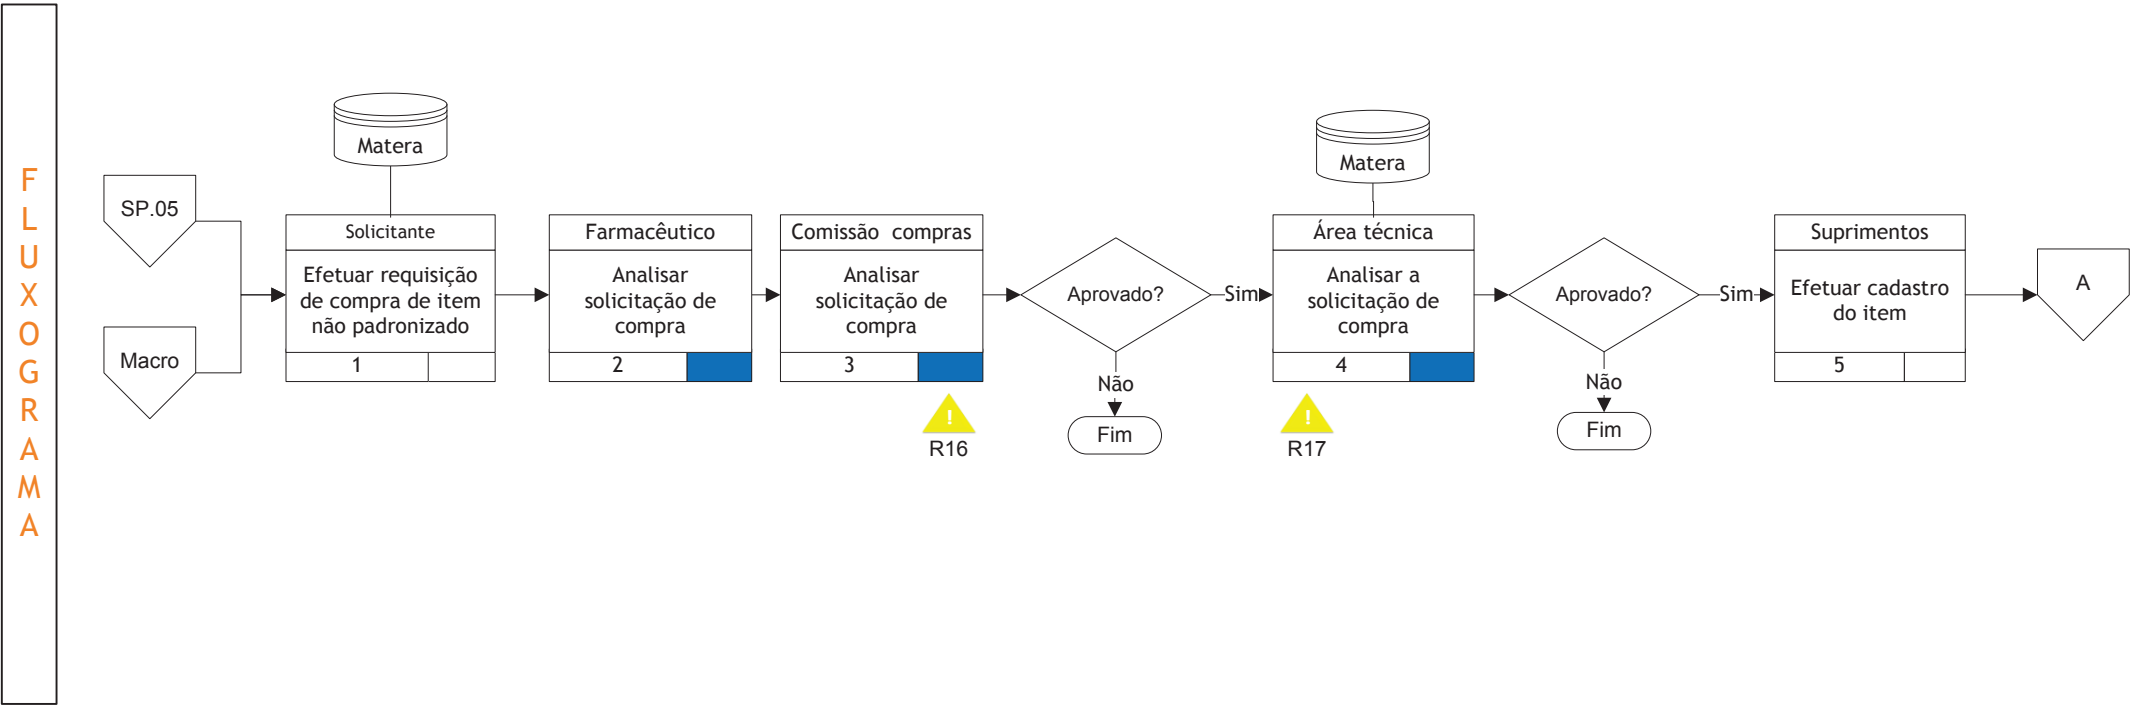 F
L
U
X
O
G
R
A
M
A
SP.05
Macro
Matera
Solicitante
Efetuar requisição
de compra de item
não padronizado
1
Farmacêutico
Analisar
solicitação de
compra
2
Comissão compras
Analisar
solicitação de
compra
3
!
R16
Aprovado?
Sim
Não
Fim
Matera
Área técnica
Analisar a
solicitação de
compra
4
!
R17
Aprovado?
Sim
Não
Fim
Suprimentos
Efetuar cadastro
do item
5
A